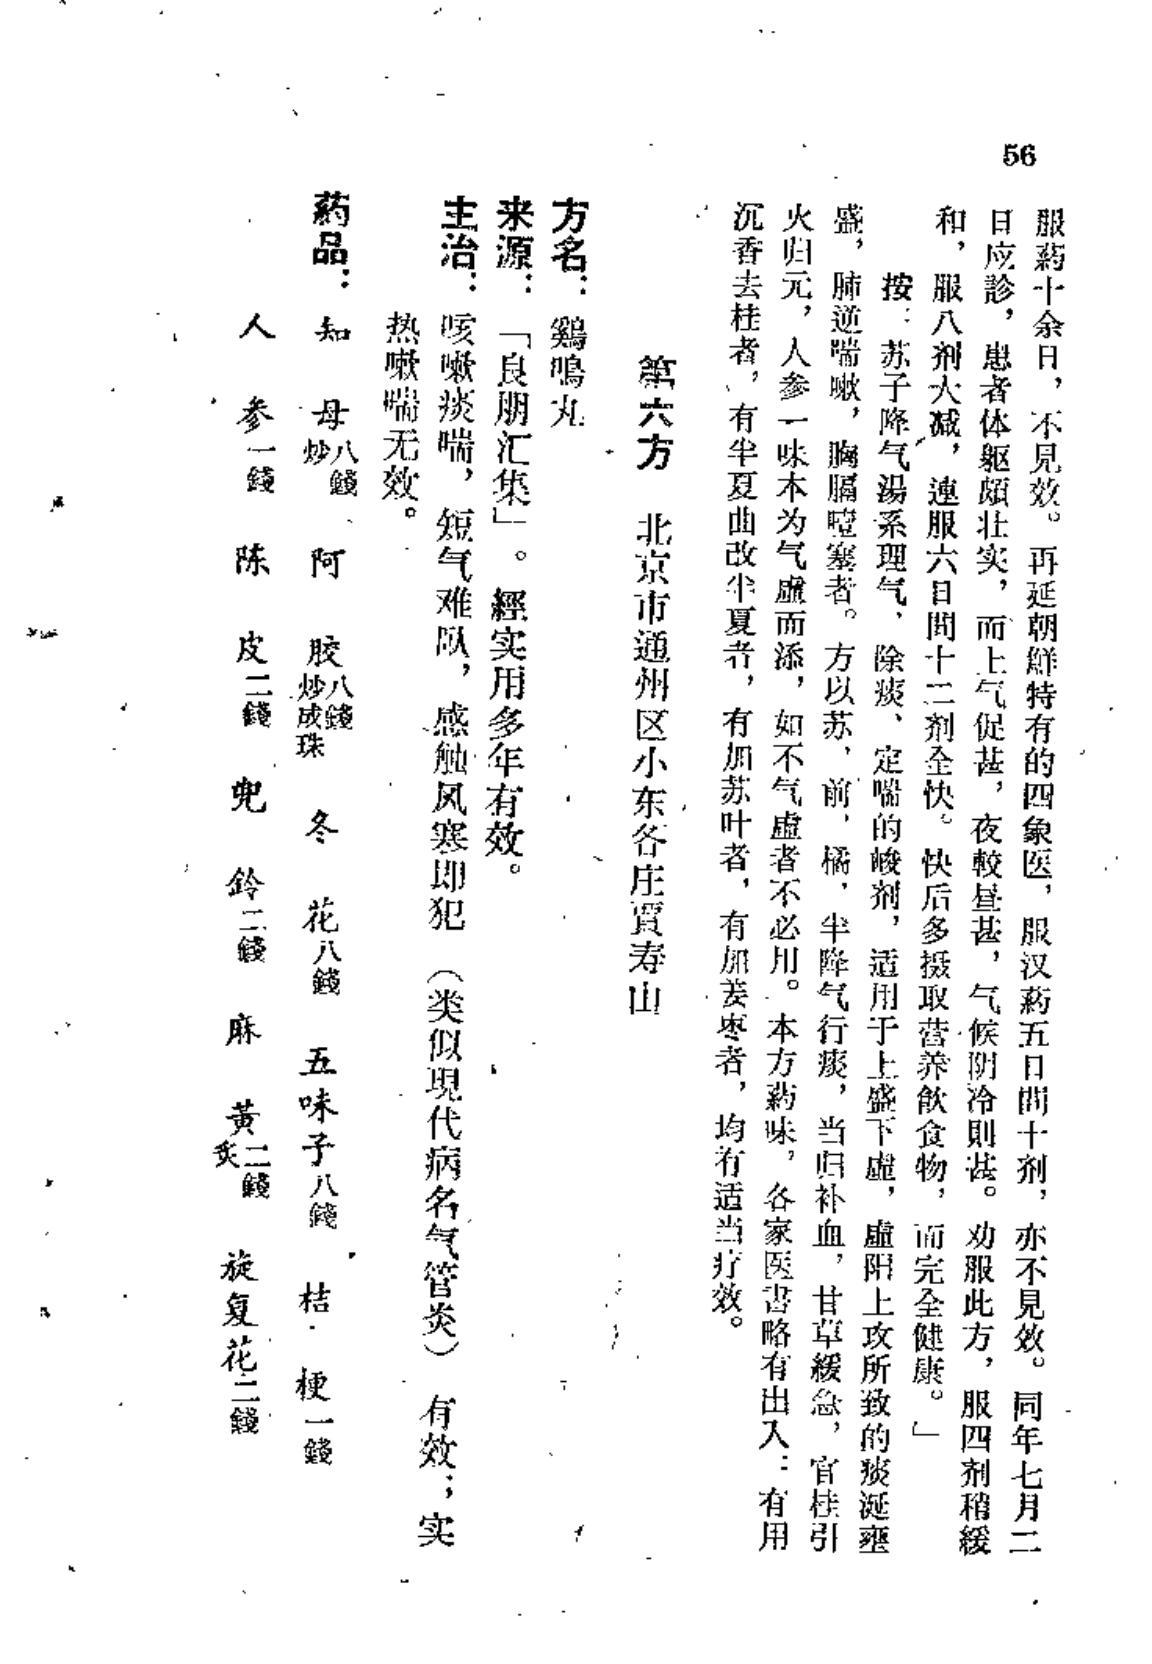 56
服药十余日，不見效。再延朝鮮特有的四象医，服汉药五日間十剂，亦不見效。同年七月二
日应診，患者体躯頗壮实，而上气促甚，夜較昼甚，气候阴冷則甚。劝服此方，服四剂稍緩
和，服八剂大减，連服六日間十二剂全快。快后多摄取营养飲食物，而完全健康。」
按：苏子降气湯系理气、除痰、定喘的峻剂，适用于上盛下虛，虛阳上攻所致的痰涎壅
盛，肺逆喘嗽，胸膈噎塞者。方以苏、前、橘、半降气行痰，当归补血，甘草緩急，官桂引
火归元，人参一味本为气虛而添，如不气虛者不必用。本方药味，各家医書略有出入：有用
沉香去桂者，有半夏曲改半夏者，有加苏叶者，有加姜枣者，均有适当疗效。
第六方　北京市通州区小东各庄賈寿山
方名：鷄鳴丸
来源：「良朋汇集」。經实用多年有效。
主治：咳嗽痰喘，短气难臥，感触风寒即犯（类似現代病名气管炎）有效；实
热嗽喘无效。
药品：知母八錢炒　阿胶八錢炒成珠　冬花八錢　五味子八錢　桔梗一錢
人参一錢　陈皮二錢　兜鈴二錢　麻黃二錢炙　旋复花二錢